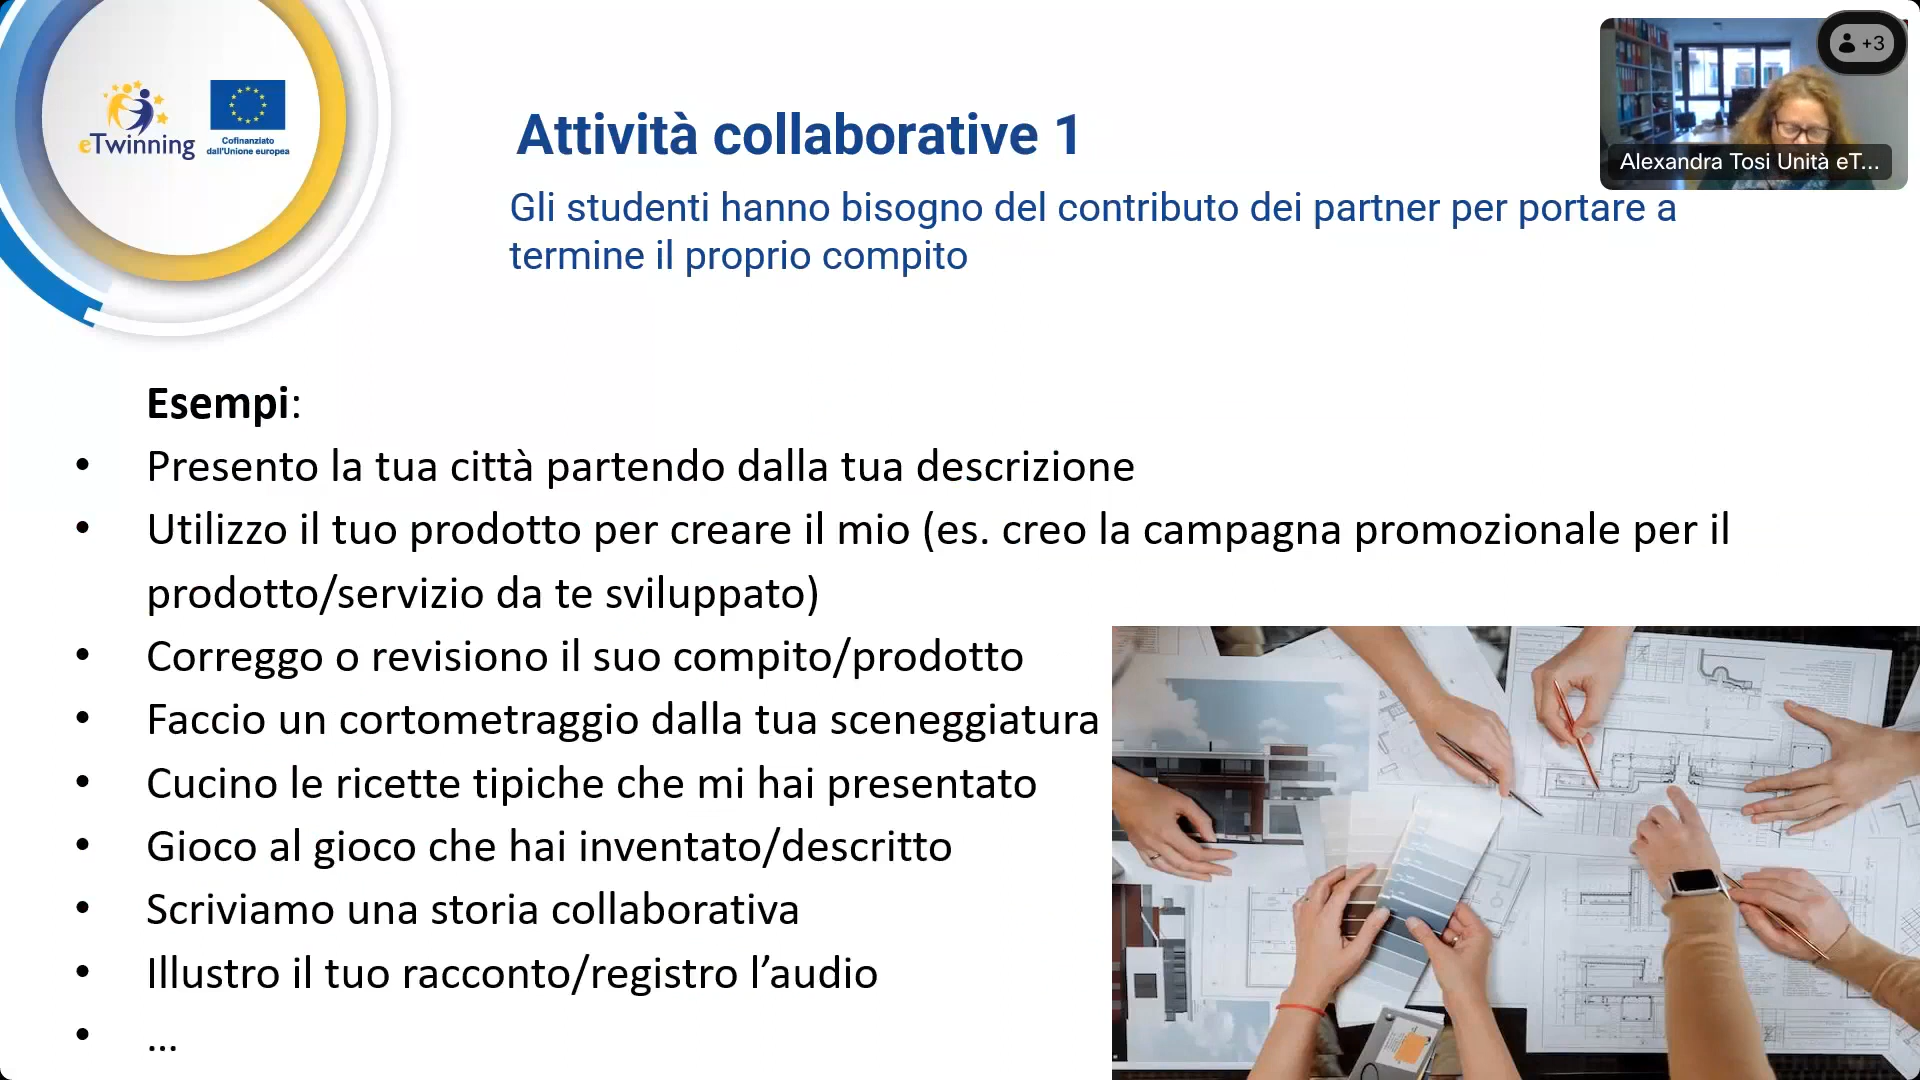 eTwinning
Cofinanziato
dall'Unione europea
+3
Alexandra Tosi Unità eT...
Attività collaborative 1
Gli studenti hanno bisogno del contributo dei partner per portare a
termine il proprio compito
Esempi:
• Presento la tua città partendo dalla tua descrizione
• Utilizzo il tuo prodotto per creare il mio (es. creo la campagna promozionale per il
prodotto/servizio da te sviluppato)
• Correggo o revisiono il suo compito/prodotto
• Faccio un cortometraggio dalla tua sceneggiatura
• Cucino le ricette tipiche che mi hai presentato
• Gioco al gioco che hai inventato/descritto
• Scriviamo una storia collaborativa
• Illustro il tuo racconto/registro l’audio
• ...